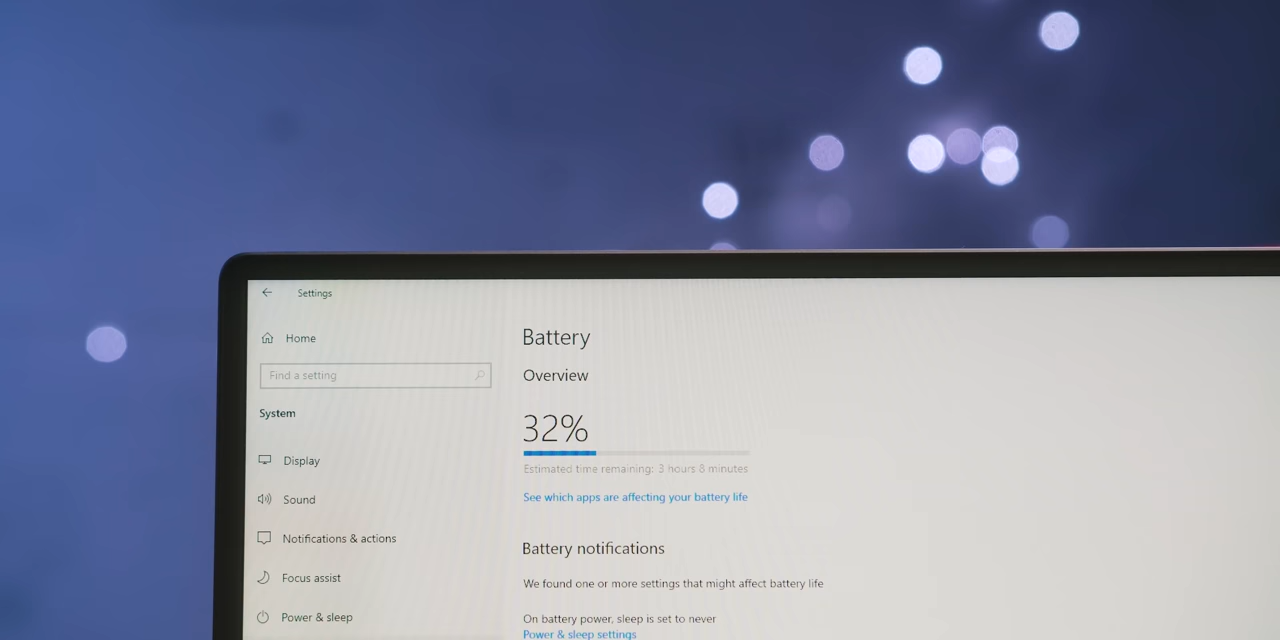 Settings
Home
Find a setting
System
Display
Sound
Notifications & actions
Focus assist
Power & sleep
Battery
Overview
32%
Estimated time remaining: 3 hours 8 minutes
See which apps are affecting your battery life
Battery notifications
We found one or more settings that might affect battery life
On battery power, sleep is set to never
Power & sleep settings